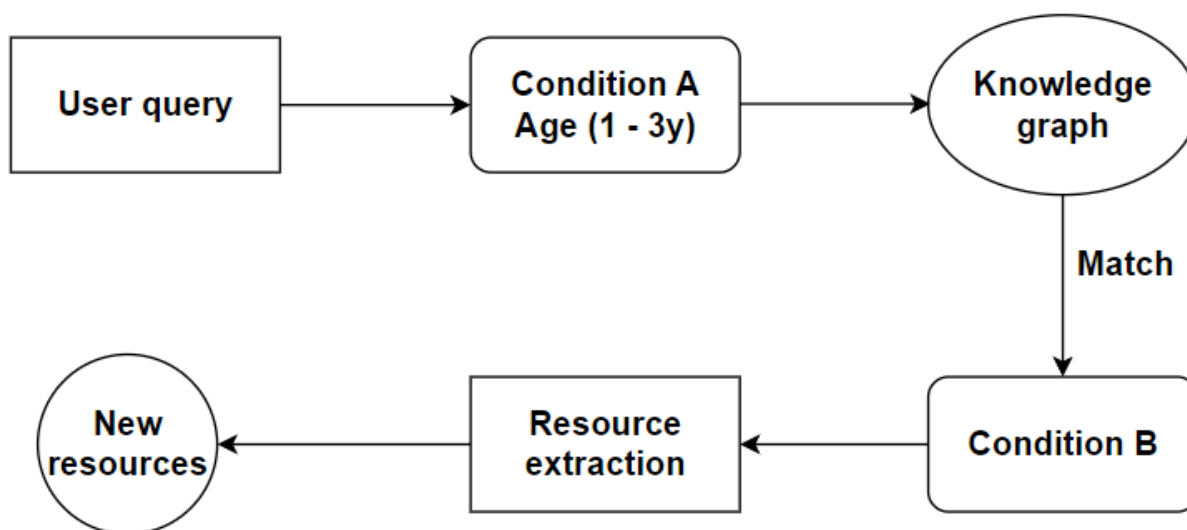 User query
Condition A
Age (1 - 3y)
Knowledge
graph
Match
Condition B
Resource
extraction
New
resources